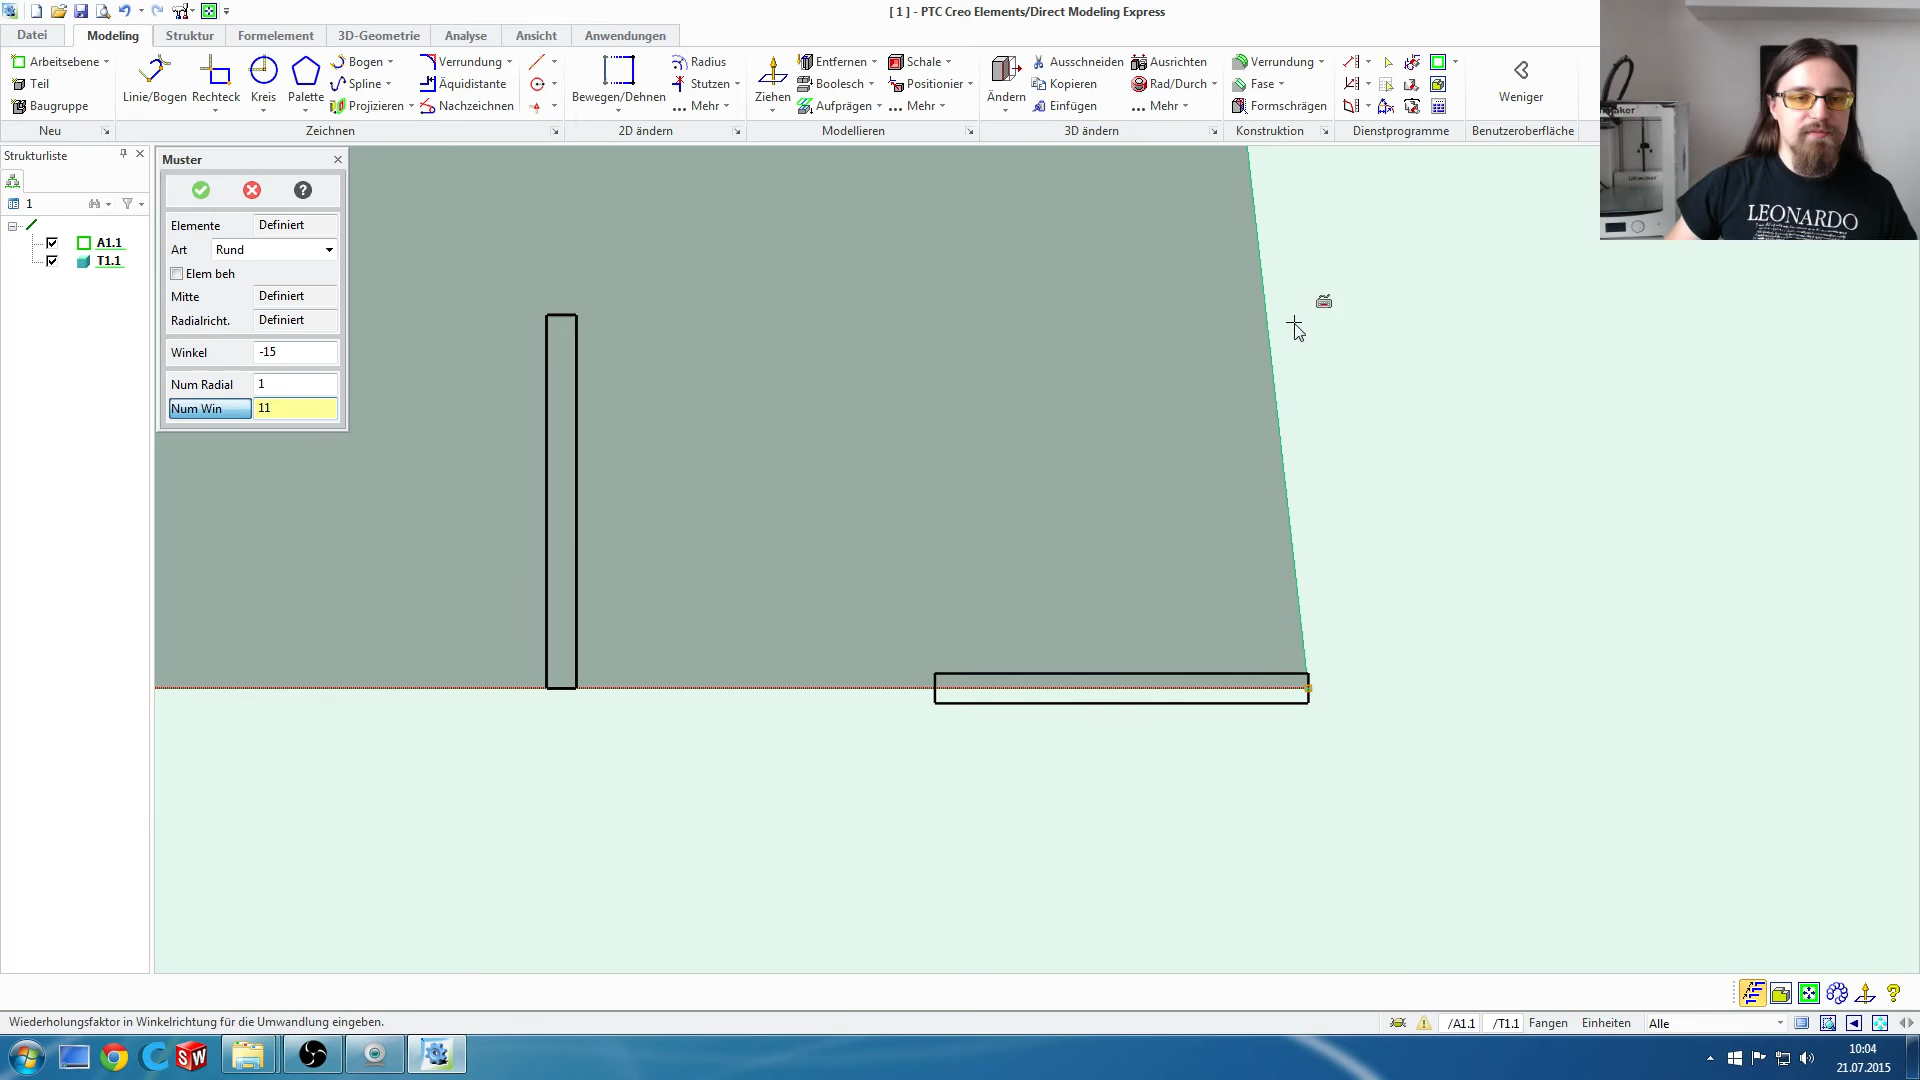 [ 1 ] - PTC Creo Elements/Direct Modeling Express
Datei Modeling Struktur Formelement 3D-Geometrie Analyse Ansicht Anwendungen
Arbeitsebene
Teil
Baugruppe
Neu
Linie/Bogen Rechteck Kreis Palette
Bogen
Spline
Projizieren
Verrundung
Äquidistante
Nachzeichnen
Zeichnen
Bewegen/Dehnen
Radius
Stutzen
Mehr
2D ändern
Ziehen
Entfernen
Boolesch
Aufprägen
Schale
Positionier
Mehr
Modellieren
Ändern
Ausschneiden
Kopieren
Einfügen
Ausrichten
Rad/Durch
Mehr
3D ändern
Verrundung
Fase
Formschrägen
Konstruktion
Dienstprogramme
Weniger
Benutzeroberfläche
Strukturliste
1
A1.1
T1.1
Muster
Elemente Definiert
Art Rund
Elem beh
Mitte Definiert
Radialricht. Definiert
Winkel -15
Num Radial 1
Num Win 11
LEONARDO
Wiederholungsfaktor in Winkelrichtung für die Umwandlung eingeben.
/A1.1 /T1.1 Fangen Einheiten Alle
SW
10:04
21.07.2015